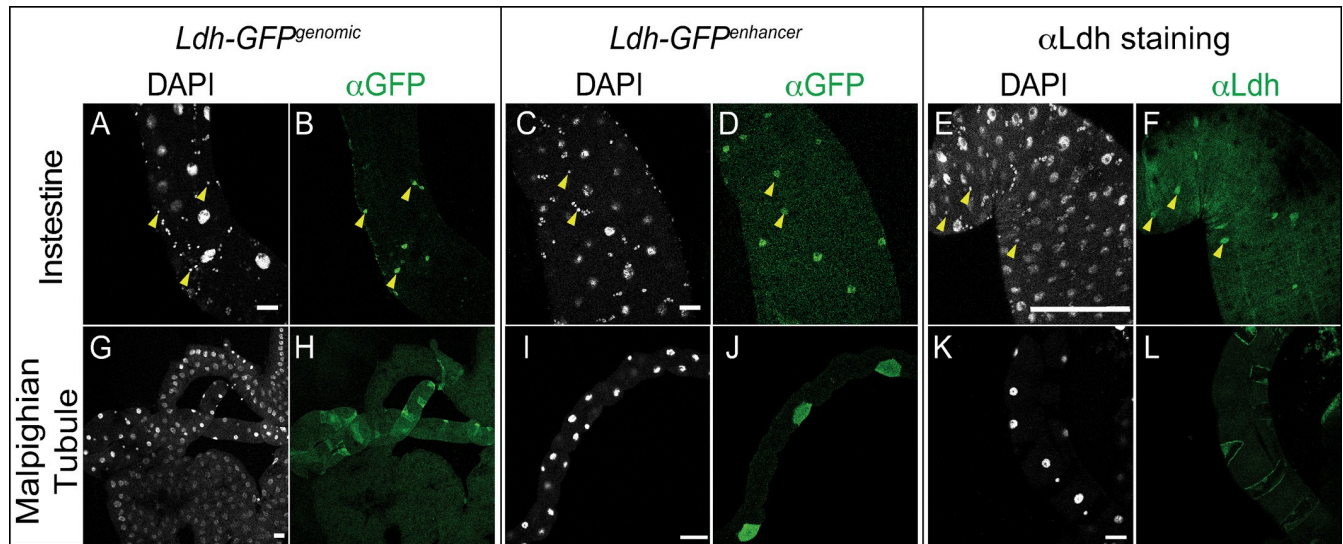 Ldh-GFPgenomic
Ldh-GFPenhancer
αLdh staining
DAPI
αGFP
DAPI
αGFP
DAPI
αLdh
Instestine
A
B
C
D
E
F
Malpighian
Tubule
G
H
I
J
K
L